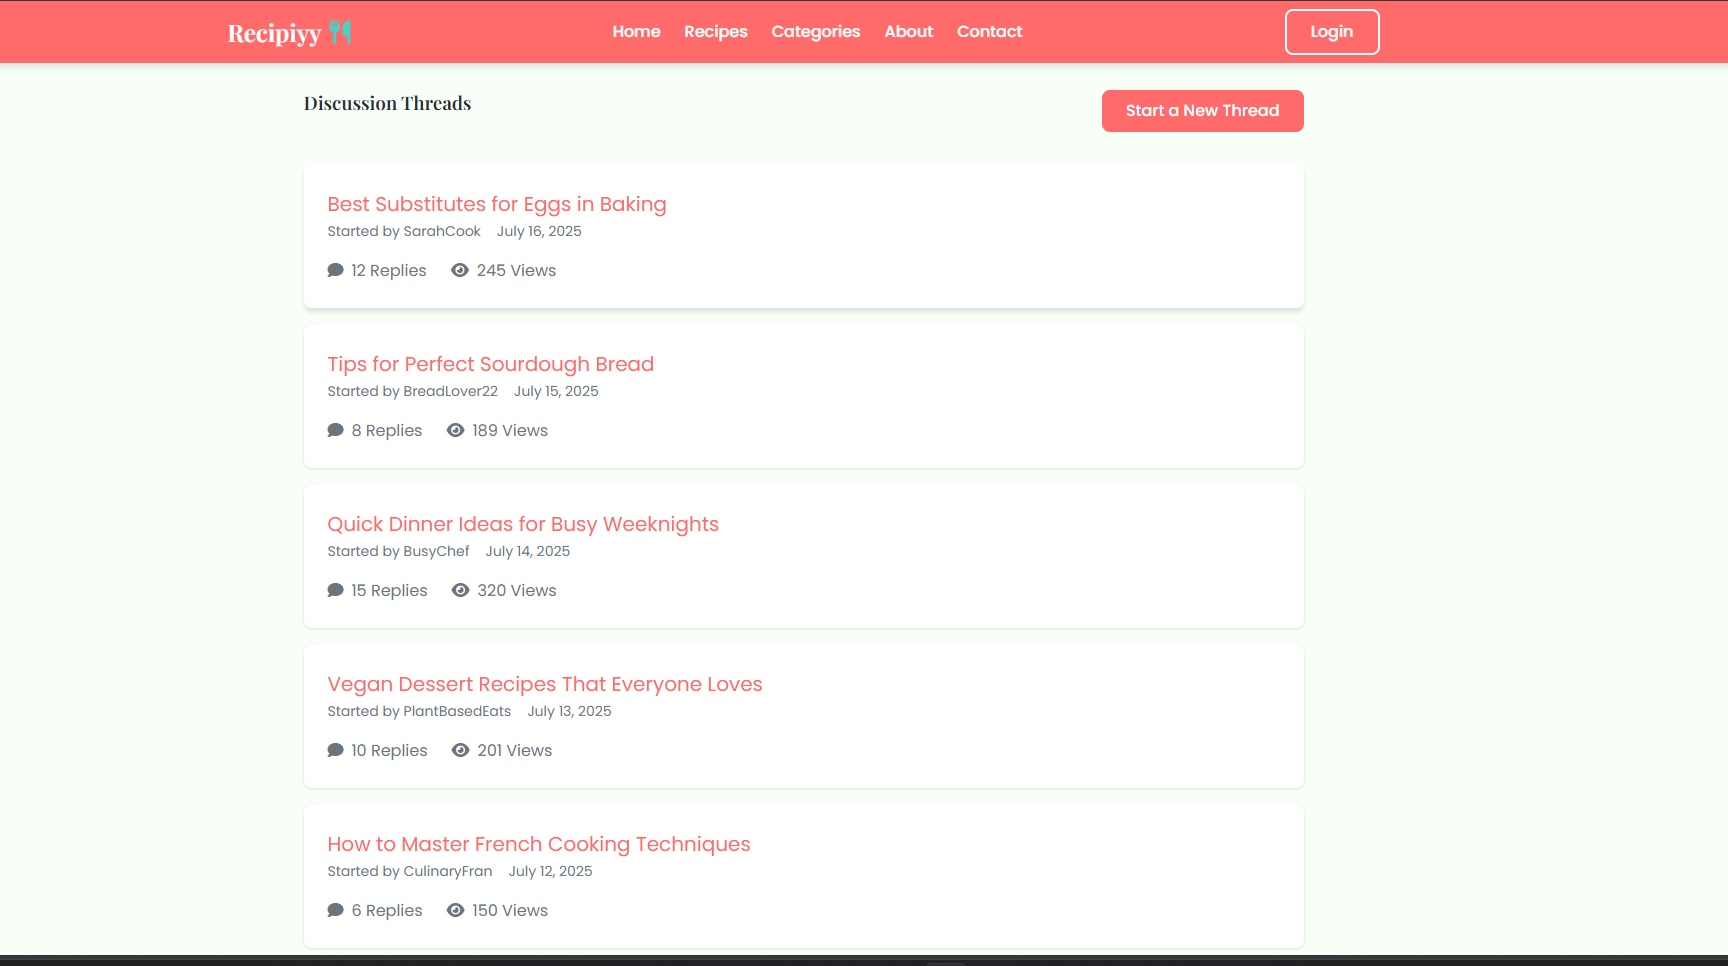 Recipiyy
Home Recipes Categories About Contact
Login
Discussion Threads
Start a New Thread
Best Substitutes for Eggs in Baking
Started by SarahCook July 16, 2025
12 Replies 245 Views
Tips for Perfect Sourdough Bread
Started by BreadLover22 July 15, 2025
8 Replies 189 Views
Quick Dinner Ideas for Busy Weeknights
Started by BusyChef July 14, 2025
15 Replies 320 Views
Vegan Dessert Recipes That Everyone Loves
Started by PlantBasedEats July 13, 2025
10 Replies 201 Views
How to Master French Cooking Techniques
Started by CulinaryFran July 12, 2025
6 Replies 150 Views